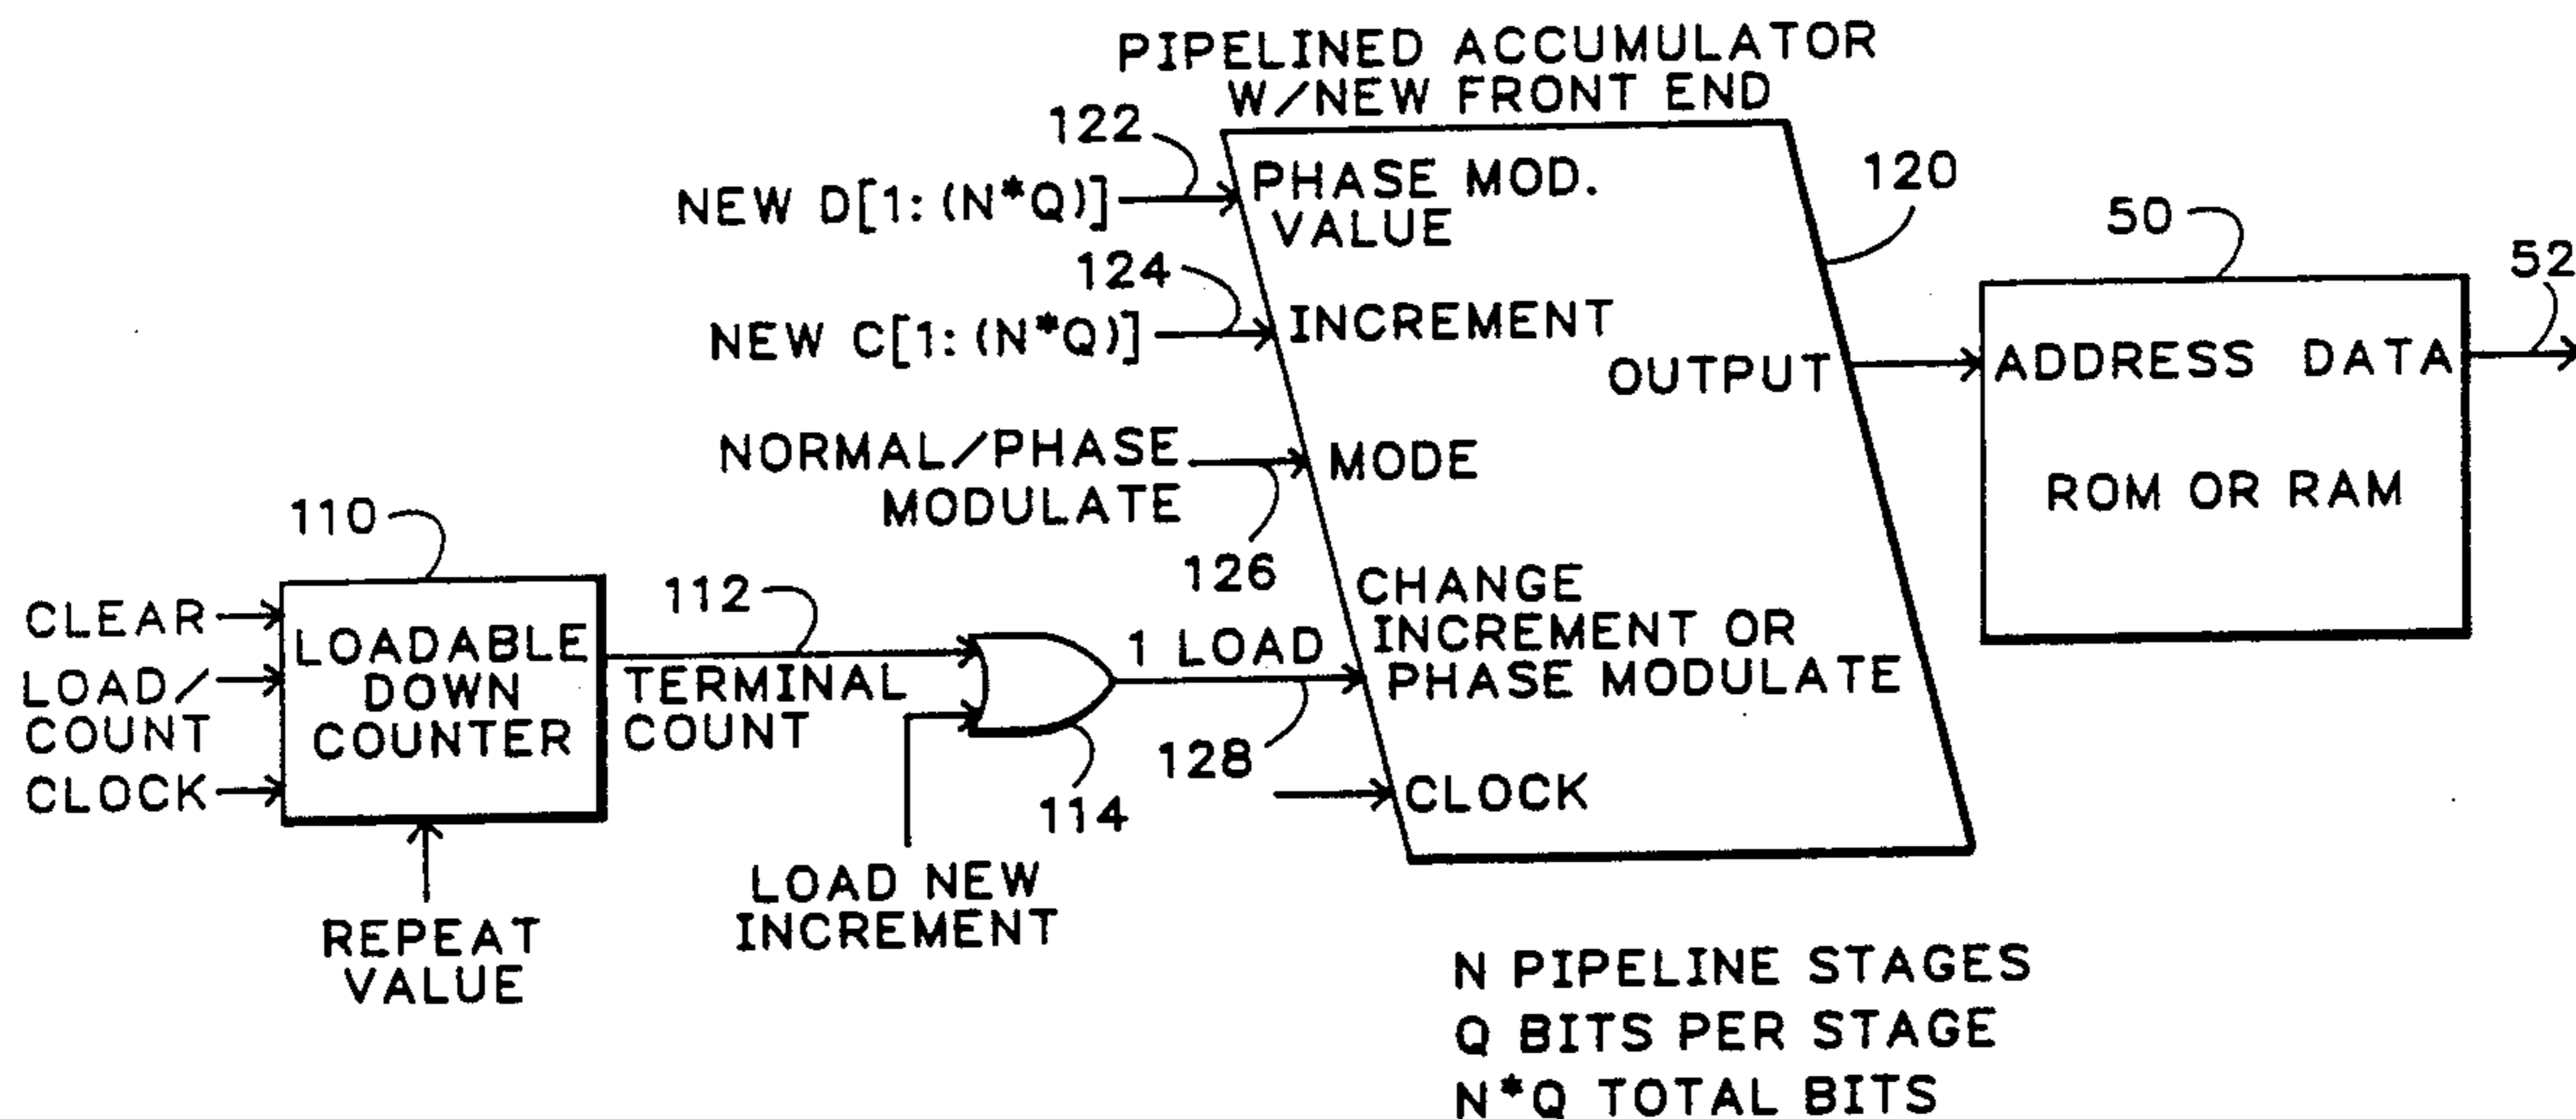 PIPELINED ACCUMULATOR
W/NEW FRONT END
122
NEW D[1:(N*Q)]
PHASE MOD.
VALUE
120
124
NEW C[1:(N*Q)]
INCREMENT
OUTPUT
50
52
ADDRESS DATA
ROM OR RAM
NORMAL/PHASE
MODULATE
126
MODE
110
CLEAR
LOAD/
COUNT
CLOCK
LOADABLE
DOWN
COUNTER
REPEAT
VALUE
112
TERMINAL
COUNT
LOAD NEW
INCREMENT
114
1 LOAD
128
CHANGE
INCREMENT OR
PHASE MODULATE
CLOCK
N PIPELINE STAGES
Q BITS PER STAGE
N*Q TOTAL BITS